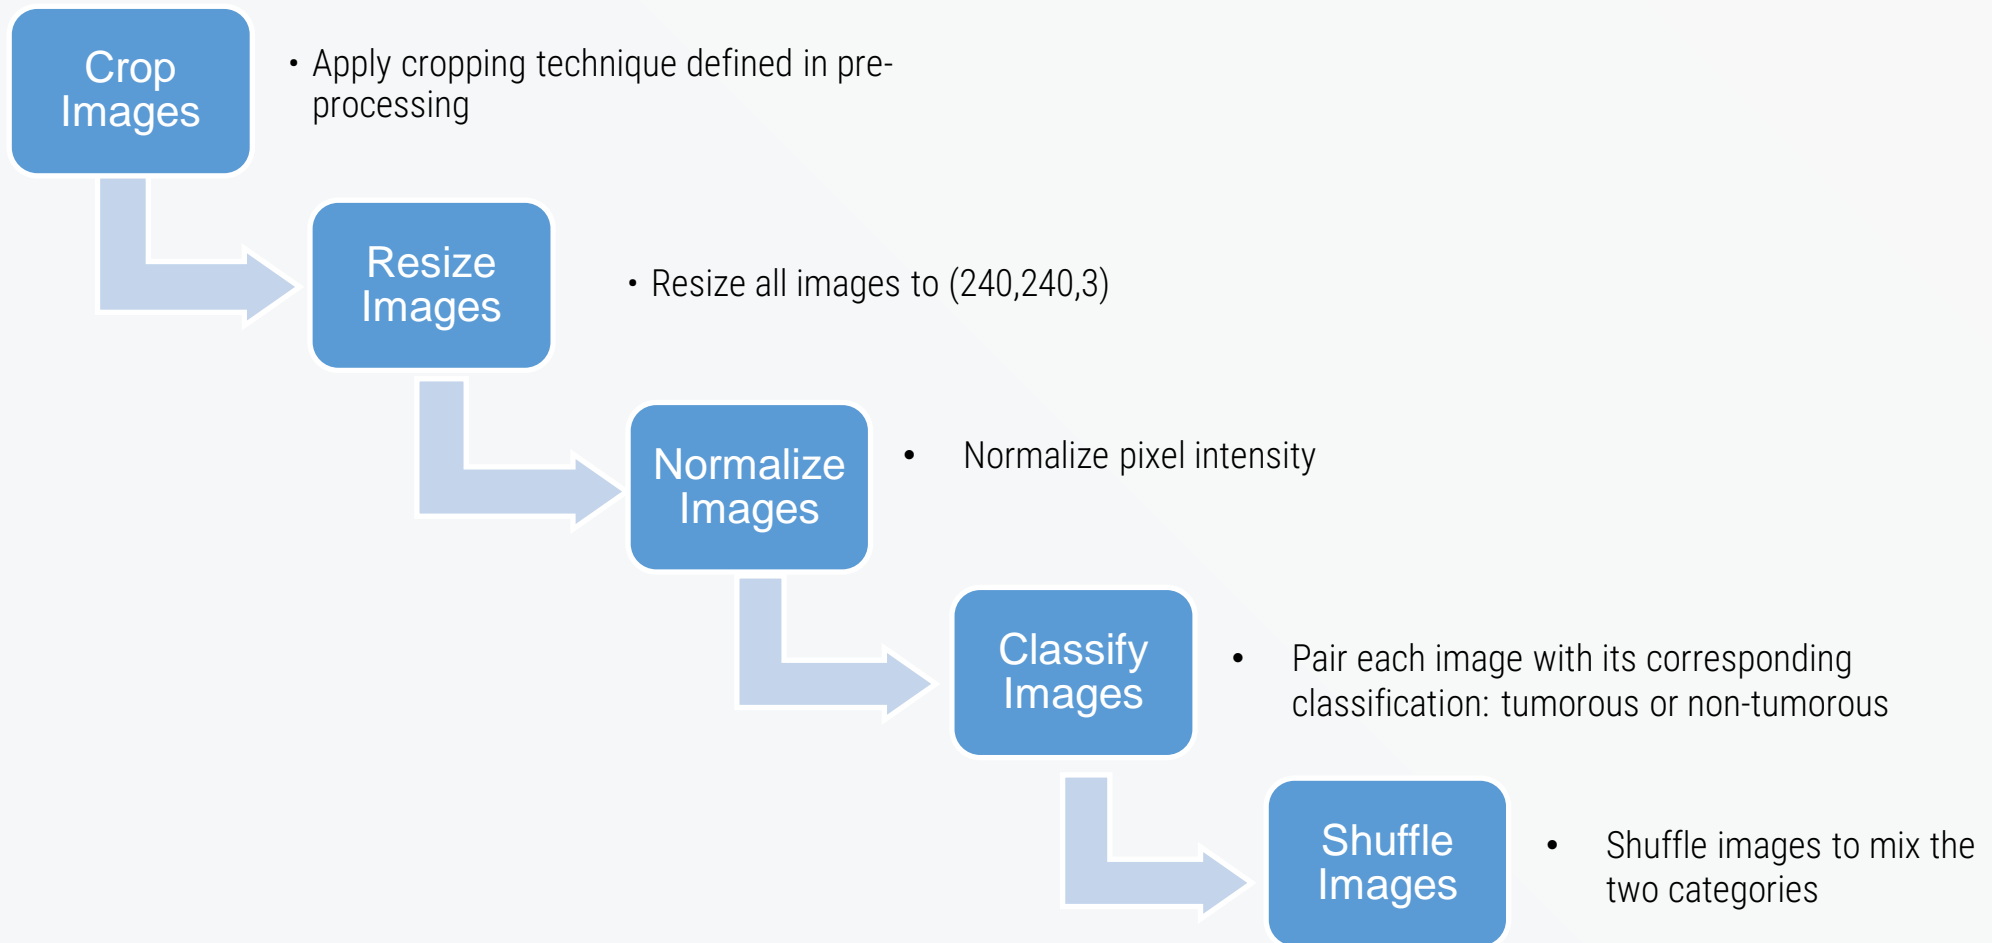 Crop
Images
• Apply cropping technique defined in pre-
processing
Resize
Images
• Resize all images to (240,240,3)
Normalize
Images
• Normalize pixel intensity
Classify
Images
• Pair each image with its corresponding
classification: tumorous or non-tumorous
Shuffle
Images
• Shuffle images to mix the
two categories